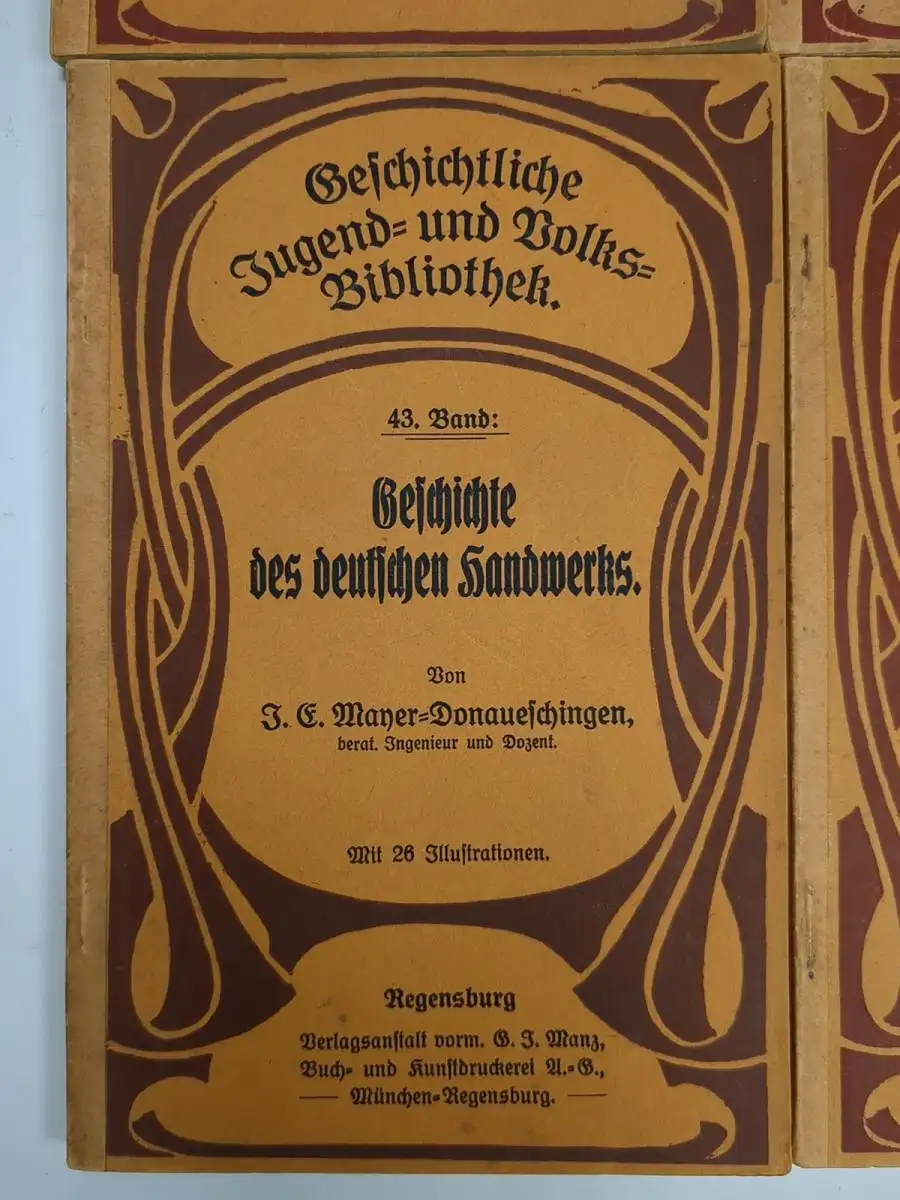 Geschichtliche
Jugend- und Volks-
Bibliothek.
43. Band:
Geschichte
des deutschen Handwerks.
Von
J. E. Mayer-Donaueschingen,
berat. Ingenieur und Dozent.
Mit 26 Illustrationen.
Regensburg
Verlagsanstalt vorm. G. J. Manz,
Buch- und Kunstdruckerei A.-G.,
München-Regensburg.